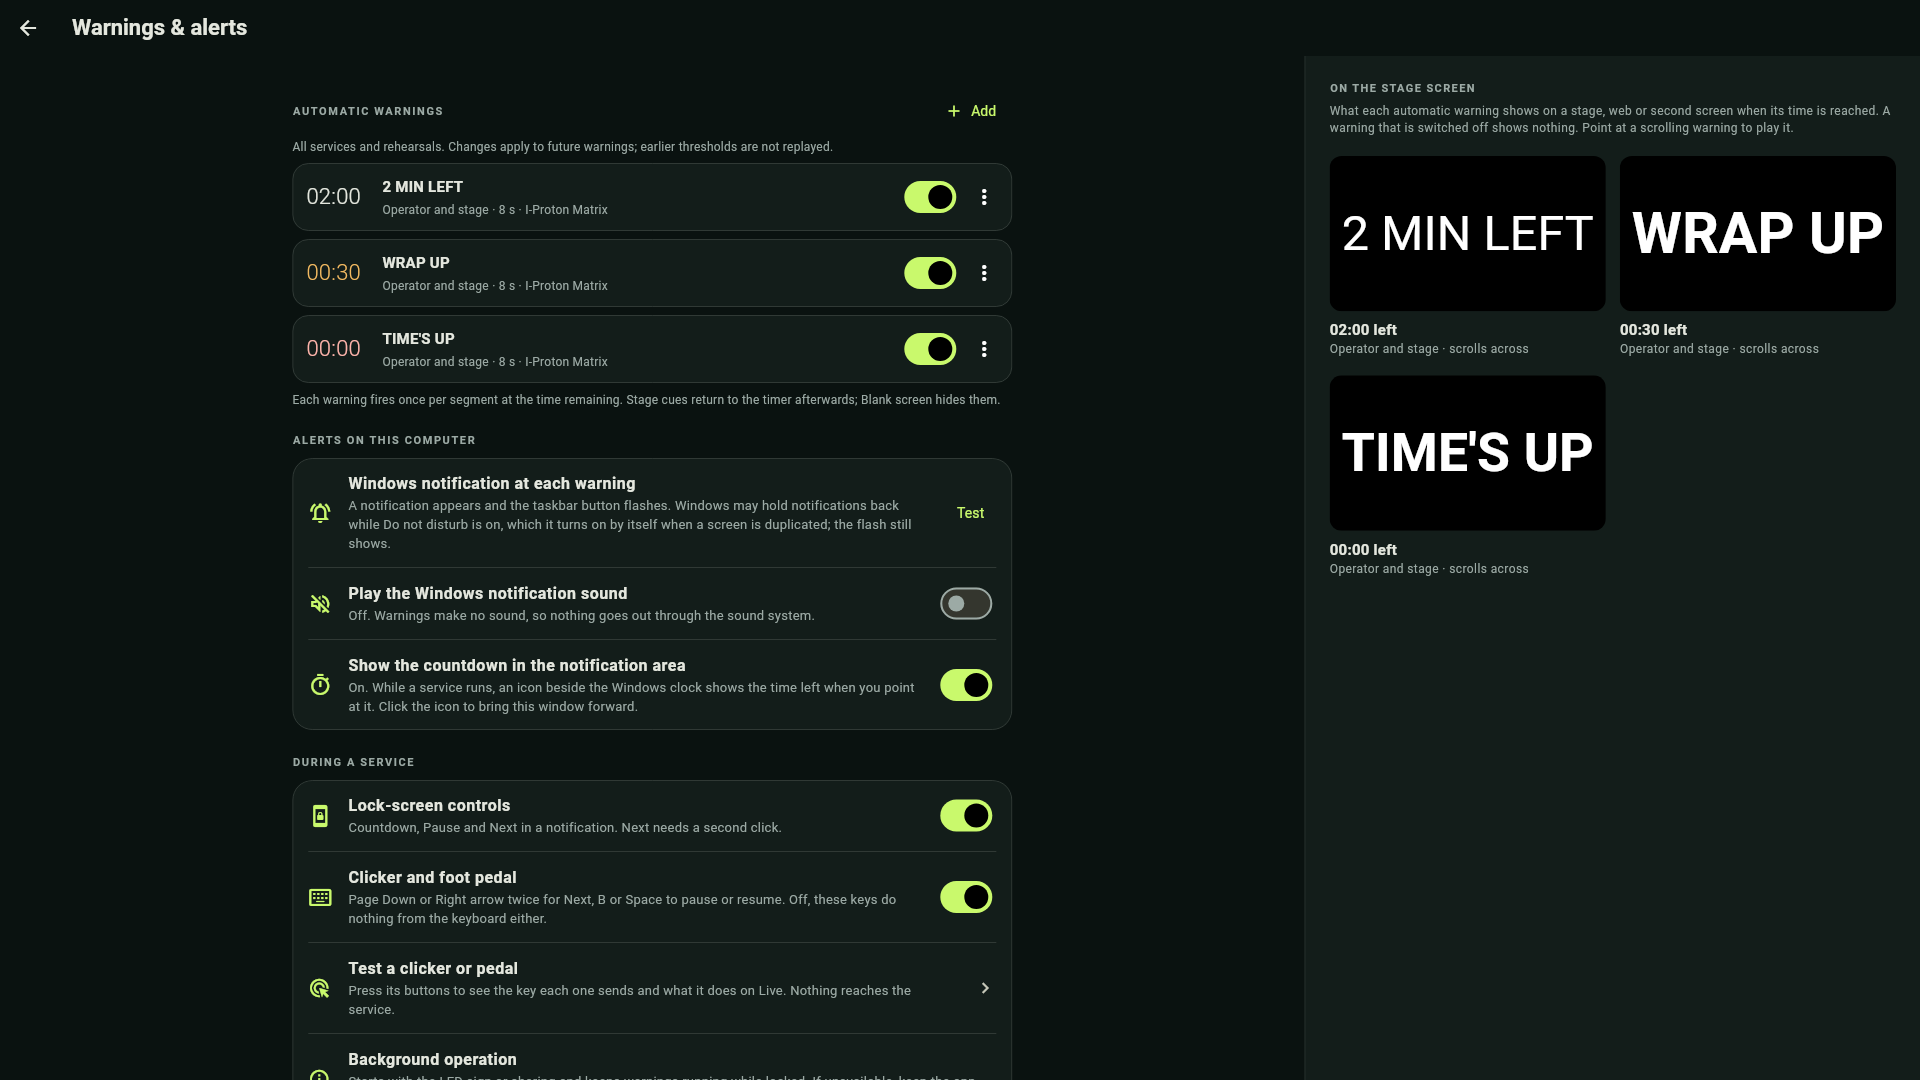 Warnings & alerts
AUTOMATIC WARNINGS
Add
All services and rehearsals. Changes apply to future warnings; earlier thresholds are not replayed.
02:00
2 MIN LEFT
Operator and stage · 8 s · I-Proton Matrix
00:30
WRAP UP
Operator and stage · 8 s · I-Proton Matrix
00:00
TIME'S UP
Operator and stage · 8 s · I-Proton Matrix
Each warning fires once per segment at the time remaining. Stage cues return to the timer afterwards; Blank screen hides them.
ALERTS ON THIS COMPUTER
Windows notification at each warning
A notification appears and the taskbar button flashes. Windows may hold notifications back
while Do not disturb is on, which it turns on by itself when a screen is duplicated; the flash still
shows.
Test
Play the Windows notification sound
Off. Warnings make no sound, so nothing goes out through the sound system.
Show the countdown in the notification area
On. While a service runs, an icon beside the Windows clock shows the time left when you point
at it. Click the icon to bring this window forward.
DURING A SERVICE
Lock-screen controls
Countdown, Pause and Next in a notification. Next needs a second click.
Clicker and foot pedal
Page Down or Right arrow twice for Next, B or Space to pause or resume. Off, these keys do
nothing from the keyboard either.
Test a clicker or pedal
Press its buttons to see the key each one sends and what it does on Live. Nothing reaches the
service.
Background operation
ON THE STAGE SCREEN
What each automatic warning shows on a stage, web or second screen when its time is reached. A
warning that is switched off shows nothing. Point at a scrolling warning to play it.
2 MIN LEFT
02:00 left
Operator and stage · scrolls across
WRAP UP
00:30 left
Operator and stage · scrolls across
TIME'S UP
00:00 left
Operator and stage · scrolls across